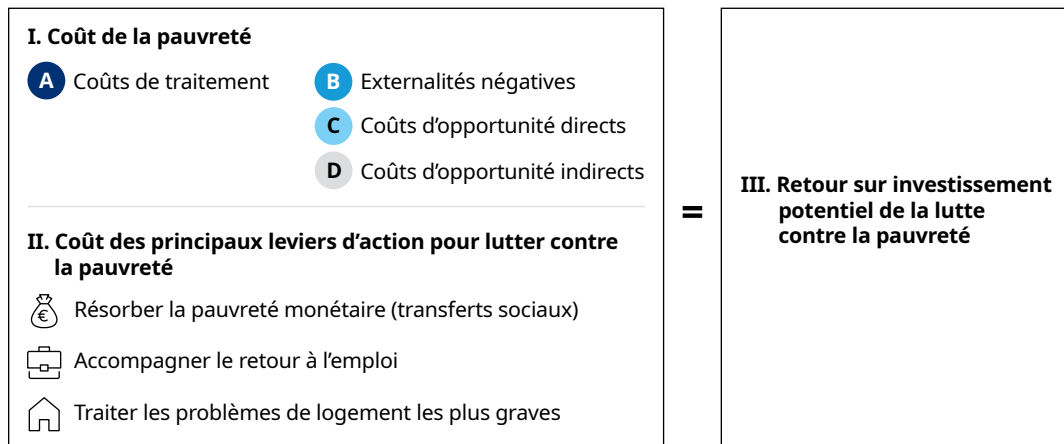 I. Coût de la pauvreté
A Coûts de traitement
B Externalités négatives
C Coûts d'opportunité directs
D Coûts d'opportunité indirects
II. Coût des principaux leviers d'action pour lutter contre
la pauvreté
€ Résorber la pauvreté monétaire (transferts sociaux)
Accompagner le retour à l'emploi
Traiter les problèmes de logement les plus graves
=
III. Retour sur investissement
potentiel de la lutte
contre la pauvreté